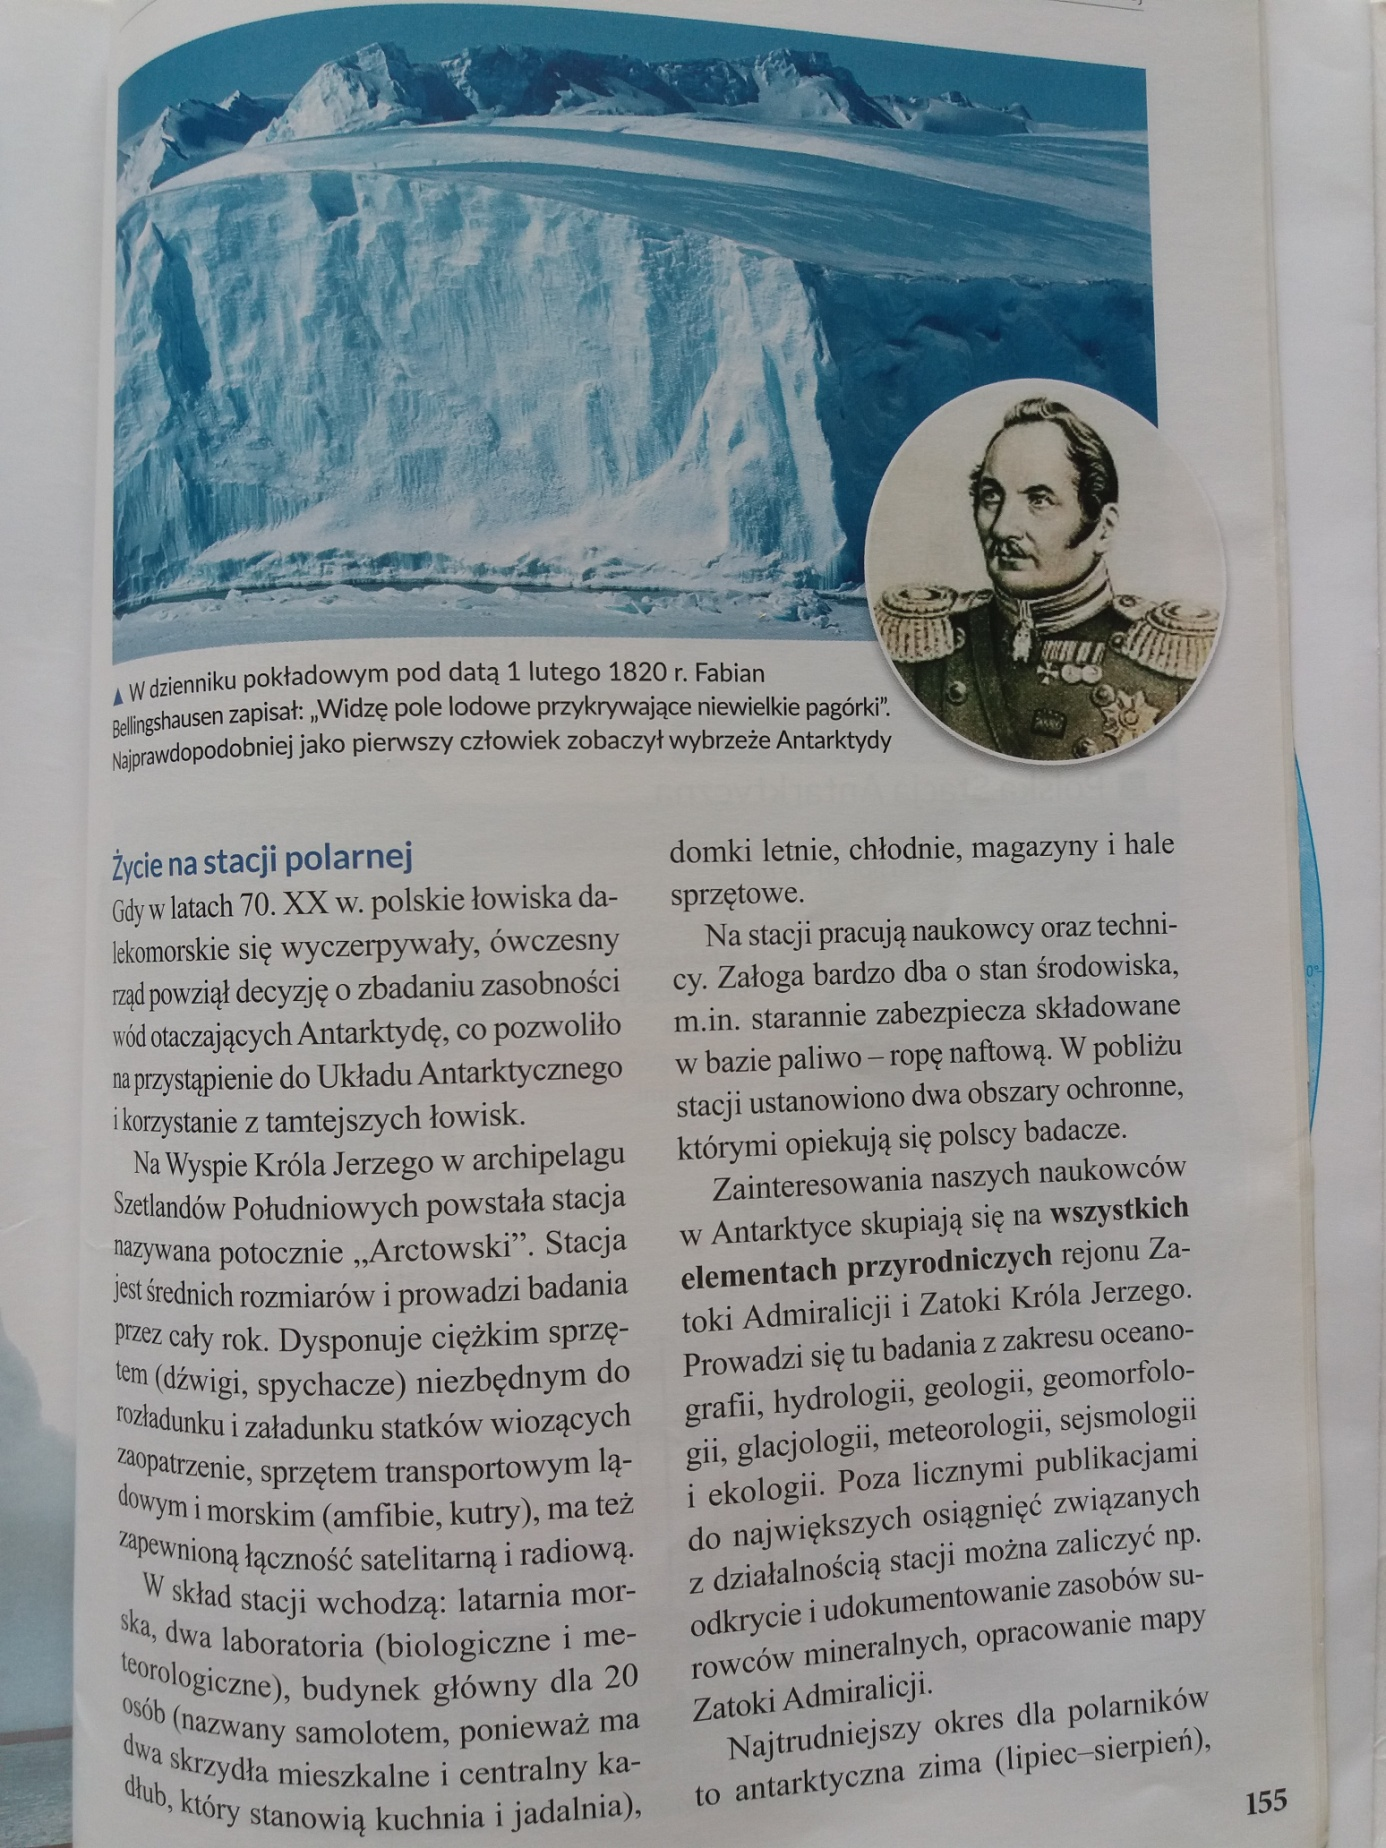 ▲ W dzienniku pokładowym pod datą 1 lutego 1820 r. Fabian
Bellingshausen zapisał: „Widzę pole lodowe przykrywające niewielkie pagórki”.
Najprawdopodobniej jako pierwszy człowiek zobaczył wybrzeże Antarktydy
Życie na stacji polarnej
Gdy w latach 70. XX w. polskie łowiska da-
lekomorskie się wyczerpywały, ówczesny
rząd powziął decyzję o zbadaniu zasobności
wód otaczających Antarktydę, co pozwoliło
na przystąpienie do Układu Antarktycznego
i korzystanie z tamtejszych łowisk.
Na Wyspie Króla Jerzego w archipelagu
Szetlandów Południowych powstała stacja
nazywana potocznie „Arctowski”. Stacja
jest średnich rozmiarów i prowadzi badania
przez cały rok. Dysponuje ciężkim sprzę-
tem (dźwigi, spychacze) niezbędnym do
rozładunku i załadunku statków wiozących
zaopatrzenie, sprzętem transportowym lą-
dowym i morskim (amfibie, kutry), ma też
zapewnioną łączność satelitarną i radiową.
W skład stacji wchodzą: latarnia mor-
ska, dwa laboratoria (biologiczne i me-
teorologiczne), budynek główny dla 20
osób (nazwany samolotem, ponieważ ma
dwa skrzydła mieszkalne i centralny ka-
dłub, który stanowią kuchnia i jadalnia),
domki letnie, chłodnie, magazyny i hale
sprzętowe.
Na stacji pracują naukowcy oraz techni-
cy. Załoga bardzo dba o stan środowiska,
m.in. starannie zabezpiecza składowane
w bazie paliwo – ropę naftową. W pobliżu
stacji ustanowiono dwa obszary ochronne,
którymi opiekują się polscy badacze.
Zainteresowania naszych naukowców
w Antarktyce skupiają się na wszystkich
elementach przyrodniczych rejonu Za-
toki Admiralicji i Zatoki Króla Jerzego.
Prowadzi się tu badania z zakresu oceano-
grafii, hydrologii, geologii, geomorfolo-
gii, glacjologii, meteorologii, sejsmologii
i ekologii. Poza licznymi publikacjami
do największych osiągnięć związanych
z działalnością stacji można zaliczyć np.
odkrycie i udokumentowanie zasobów su-
rowców mineralnych, opracowanie mapy
Zatoki Admiralicji.
Najtrudniejszy okres dla polarników
to antarktyczna zima (lipiec–sierpień),
155
0°